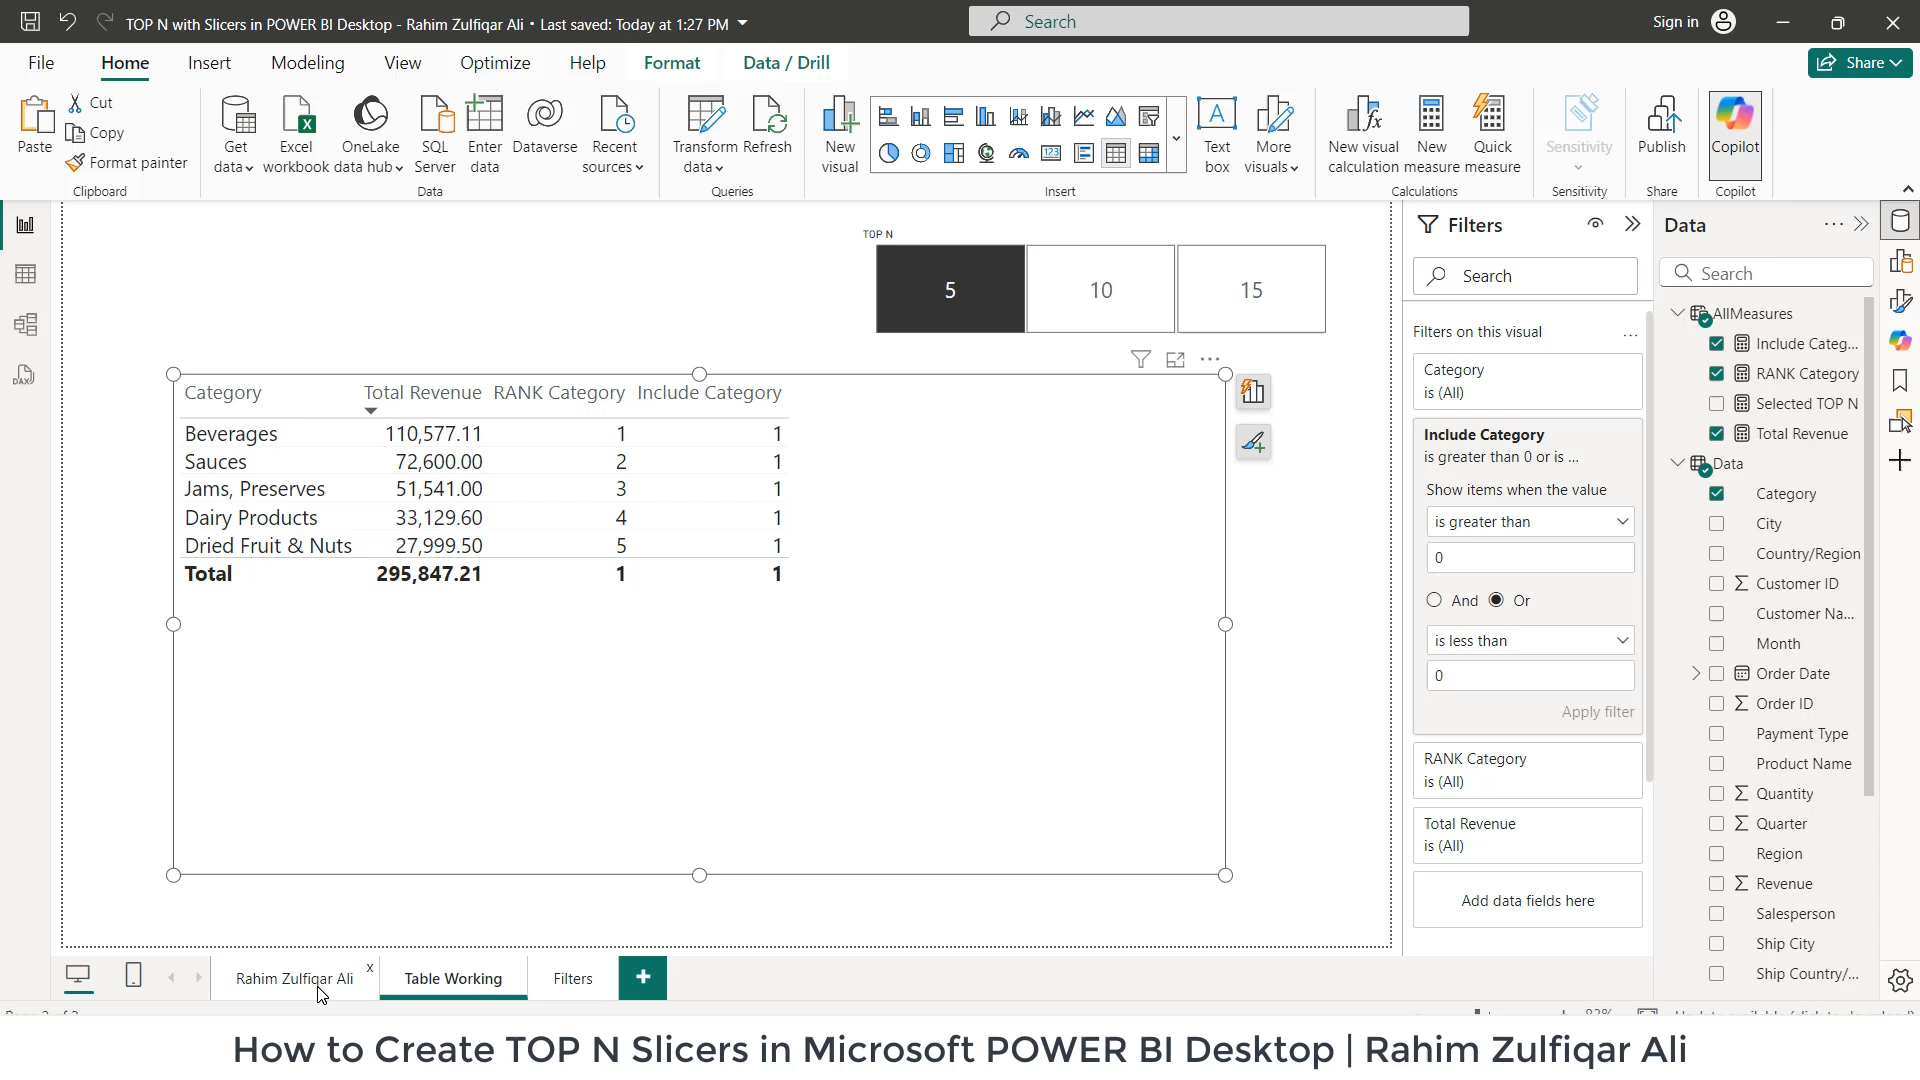 TOP N with Slicers in POWER BI Desktop - Rahim Zulfiqar Ali • Last saved: Today at 1:27 PM
Search
Sign in
File
Home
Insert
Modeling
View
Optimize
Help
Format
Data / Drill
Share
Paste
Cut
Copy
Format painter
Clipboard
Get data
Excel workbook
OneLake data hub
SQL Server
Enter data
Dataverse
Recent sources
Data
Transform data
Refresh
Queries
New visual
Text box
More visuals
Insert
New visual calculation
New measure
Quick measure
Calculations
Sensitivity
Sensitivity
Publish
Share
Copilot
Copilot
TOP N
5
10
15
Category Total Revenue RANK Category Include Category
Beverages 110,577.11 1 1
Sauces 72,600.00 2 1
Jams, Preserves 51,541.00 3 1
Dairy Products 33,129.60 4 1
Dried Fruit & Nuts 27,999.50 5 1
Total 295,847.21 1 1
Filters
Search
Filters on this visual
Category
is (All)
Include Category
is greater than 0 or is ...
Show items when the value
is greater than
0
And Or
is less than
0
Apply filter
RANK Category
is (All)
Total Revenue
is (All)
Add data fields here
Data
Search
AllMeasures
Include Categ...
RANK Category
Selected TOP N
Total Revenue
Data
Category
City
Country/Region
Customer ID
Customer Na...
Month
Order Date
Order ID
Payment Type
Product Name
Quantity
Quarter
Region
Revenue
Salesperson
Ship City
Ship Country/...
Rahim Zulfiqar Ali
x
Table Working
Filters
+
How to Create TOP N Slicers in Microsoft POWER BI Desktop | Rahim Zulfiqar Ali